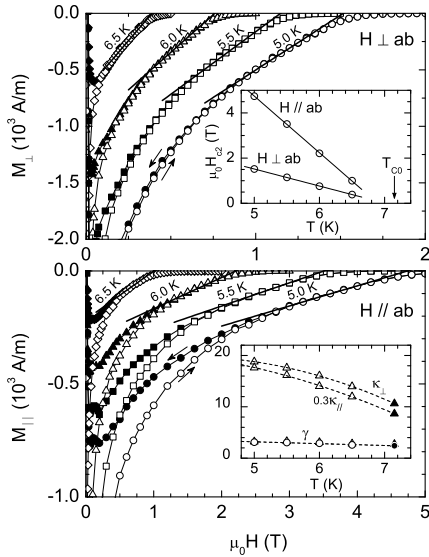 0.0
-0.5
-1.0
-1.5
-2.0
M⊥ (10³ A/m)
6.5 K
6.0 K
5.5 K
5.0 K
H ⊥ ab
4
2
0
μ₀Hc2 (T)
H // ab
H ⊥ ab
TC0
5 6 7
T (K)
0 1 2
0.0
-0.5
-1.0
M|| (10³ A/m)
6.5 K
6.0 K
5.5 K
5.0 K
H // ab
20
10
0
κ⊥
0.3κ//
γ
5 6 7
T (K)
0 1 2 3 4 5
μ₀H (T)